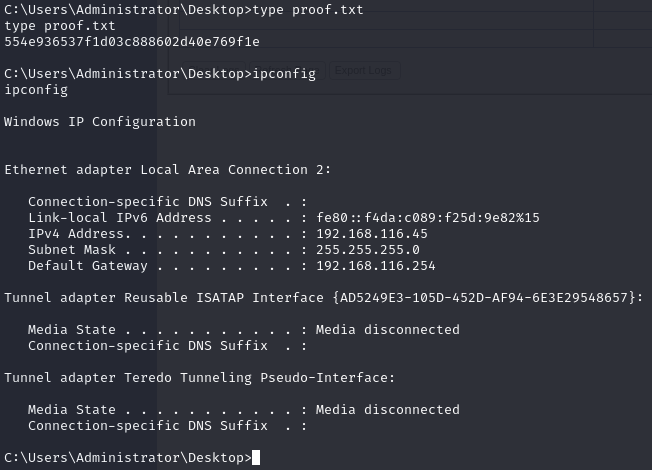 C:\Users\Administrator\Desktop>type proof.txt
type proof.txt
554e936537f1d03c888602d40e769f1e
C:\Users\Administrator\Desktop>ipconfig
Export Logs
ipconfig
Windows IP Configuration
Ethernet adapter Local Area Connection 2:
Connection-specific DNS Suffix  . :
Link-local IPv6 Address . . . . . : fe80::f4da:c089:f25d:9e82%15
IPv4 Address. . . . . . . . . . . : 192.168.116.45
Subnet Mask . . . . . . . . . . . : 255.255.255.0
Default Gateway . . . . . . . . . : 192.168.116.254
Tunnel adapter Reusable ISATAP Interface {AD5249E3-105D-452D-AF94-6E3E29548657}:
Media State . . . . . . . . . . . : Media disconnected
Connection-specific DNS Suffix  . :
Tunnel adapter Teredo Tunneling Pseudo-Interface:
Media State . . . . . . . . . . . : Media disconnected
Connection-specific DNS Suffix  . :
C:\Users\Administrator\Desktop>